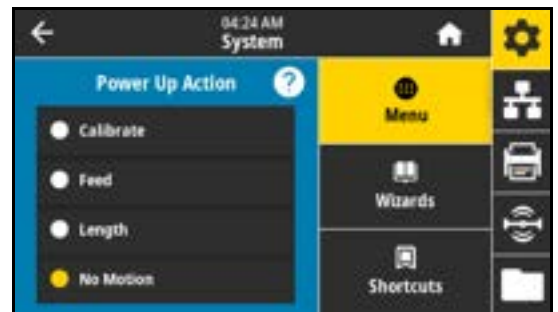 04:24 AM
System
Power Up Action ?
Calibrate
Feed
Length
No Motion
Menu
Wizards
Shortcuts